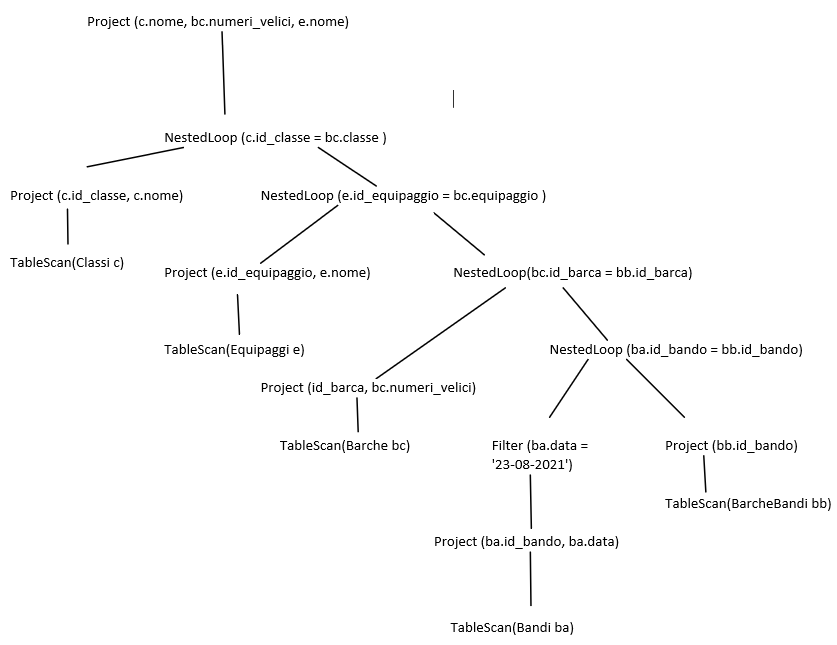 Project (c.nome, bc.numeri_velici, e.nome)
NestedLoop (c.id_classe = bc.classe )
Project (c.id_classe, c.nome)
NestedLoop (e.id_equipaggio = bc.equipaggio )
TableScan(Classi c)
Project (e.id_equipaggio, e.nome)
NestedLoop(bc.id_barca = bb.id_barca)
TableScan(Equipaggi e)
NestedLoop (ba.id_bando = bb.id_bando)
Project (id_barca, bc.numeri_velici)
TableScan(Barche bc)
Filter (ba.data =
'23-08-2021')
Project (bb.id_bando)
TableScan(BarcheBandi bb)
Project (ba.id_bando, ba.data)
TableScan(Bandi ba)